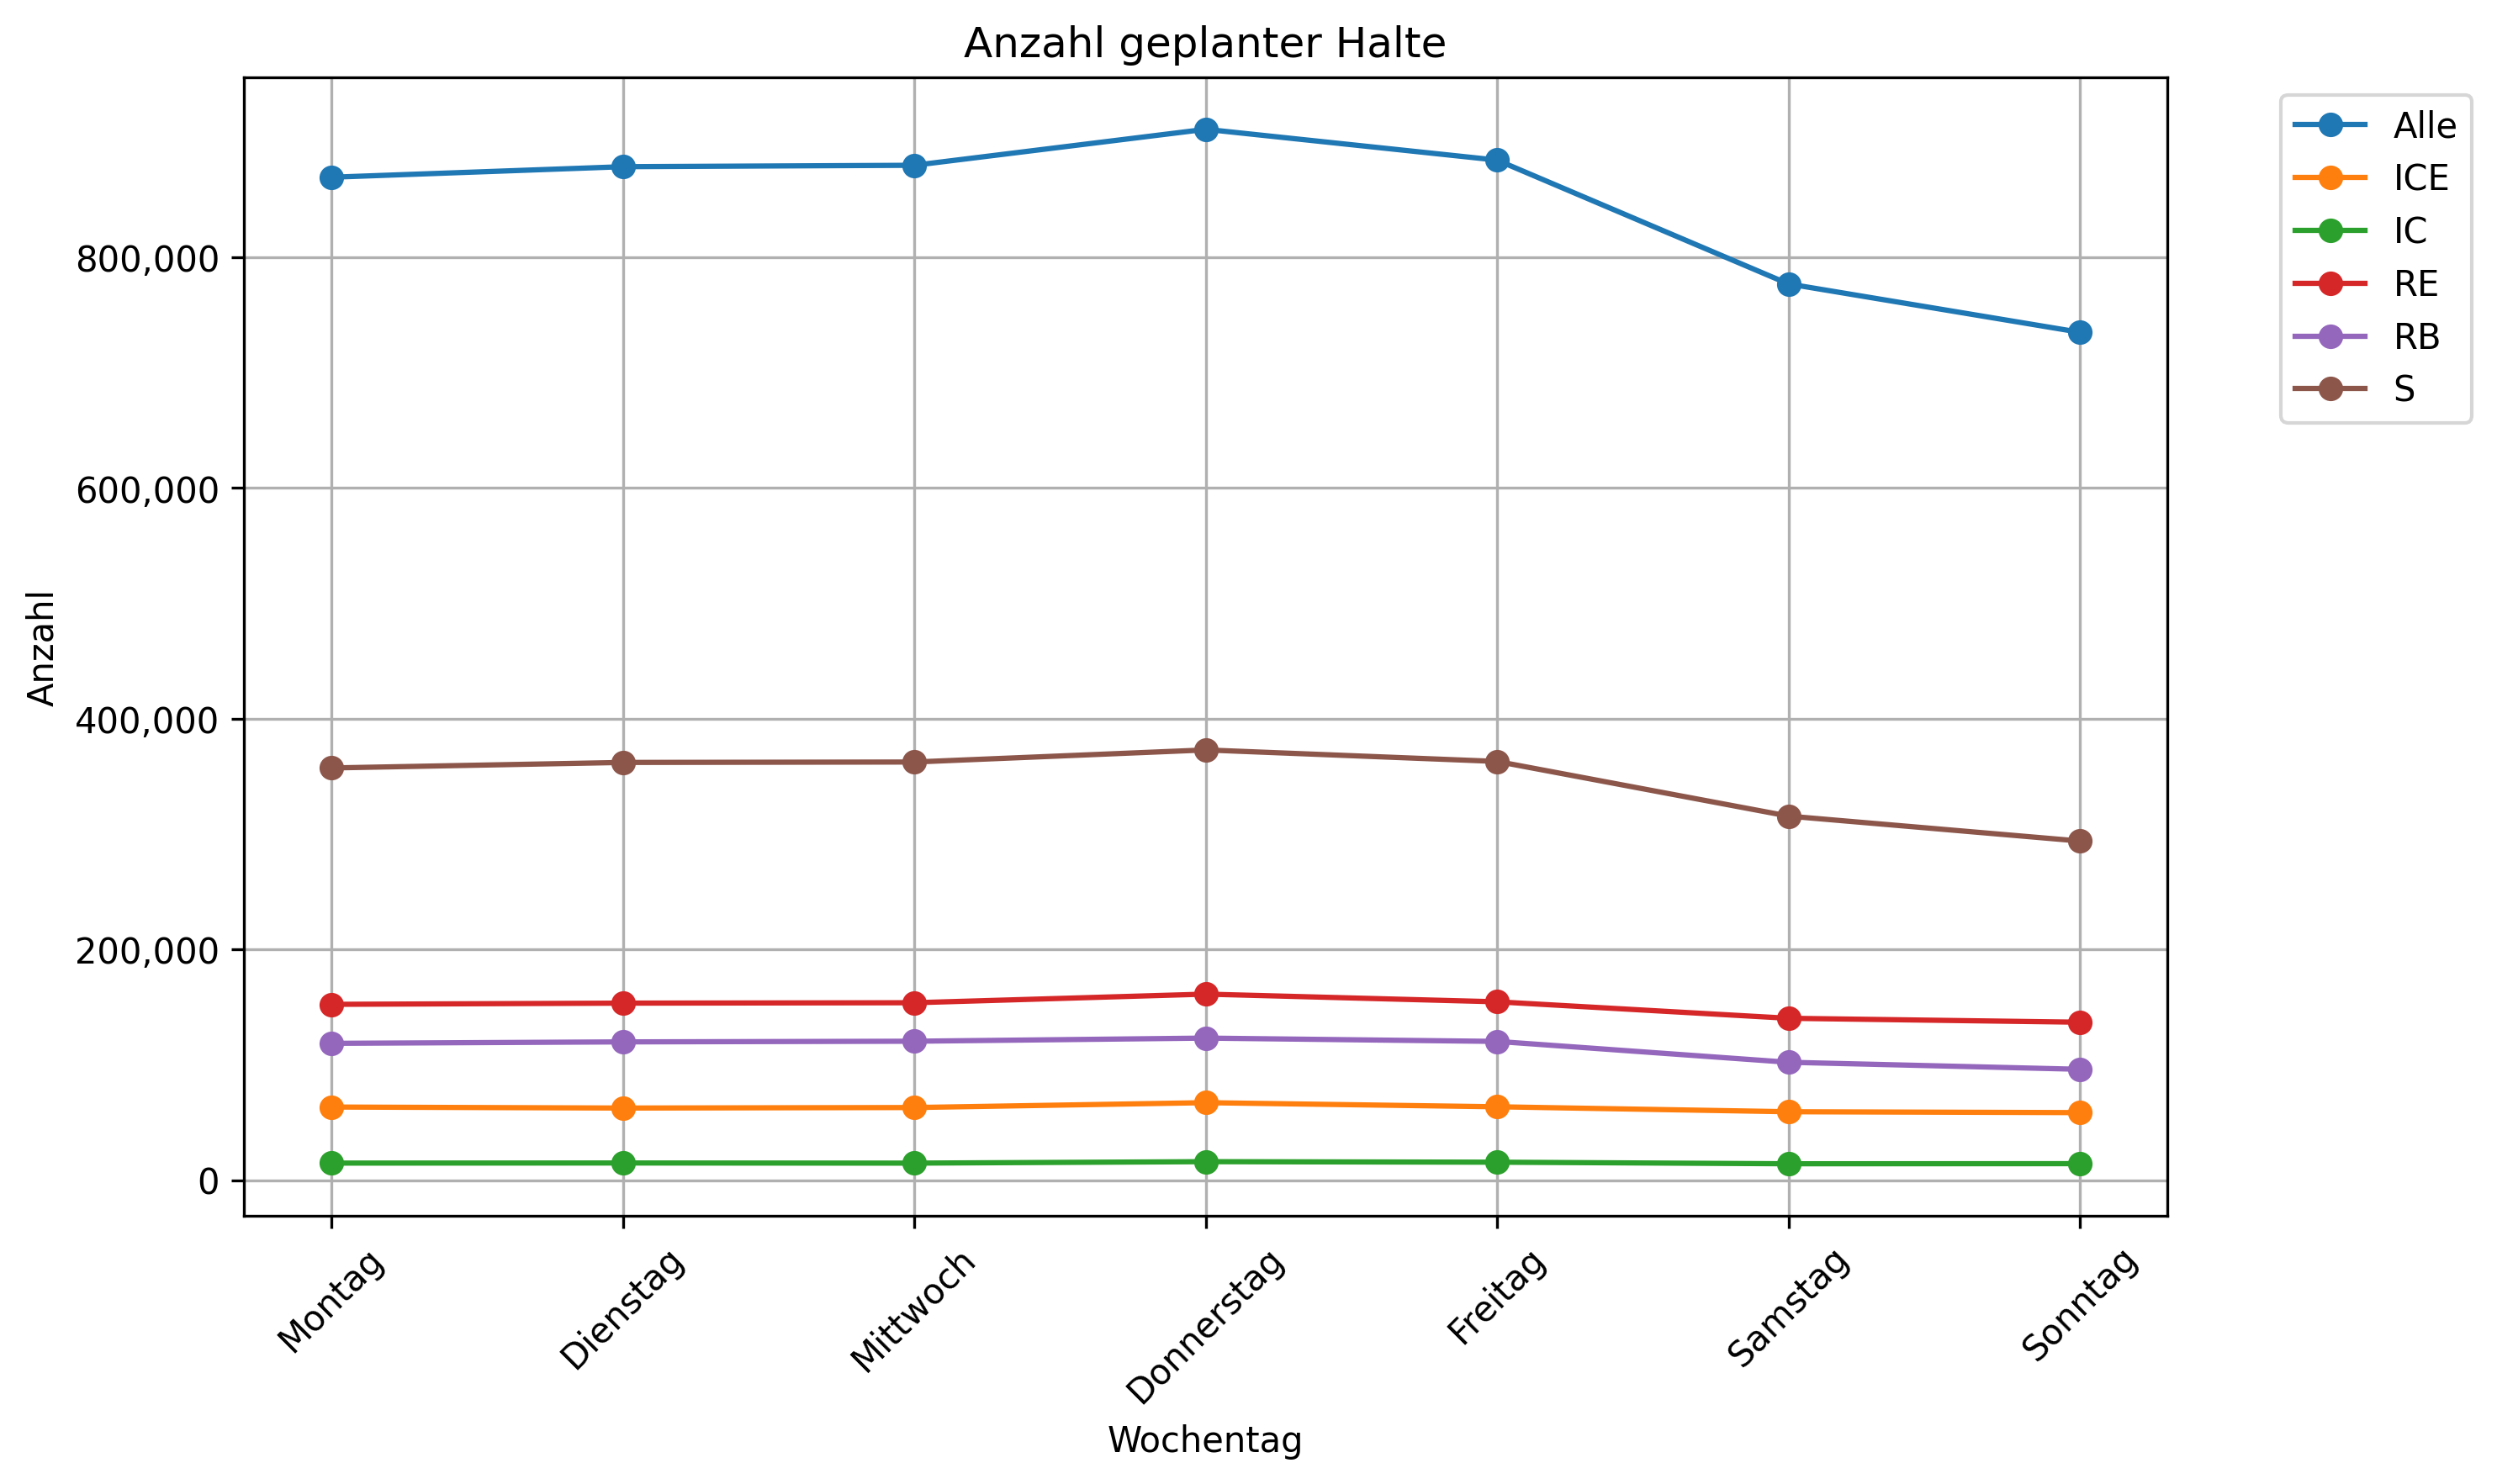 Anzahl geplanter Halte
Alle
ICE
IC
RE
RB
S
800,000
600,000
400,000
200,000
0
Anzahl
Montag
Dienstag
Mittwoch
Donnerstag
Freitag
Samstag
Sonntag
Wochentag